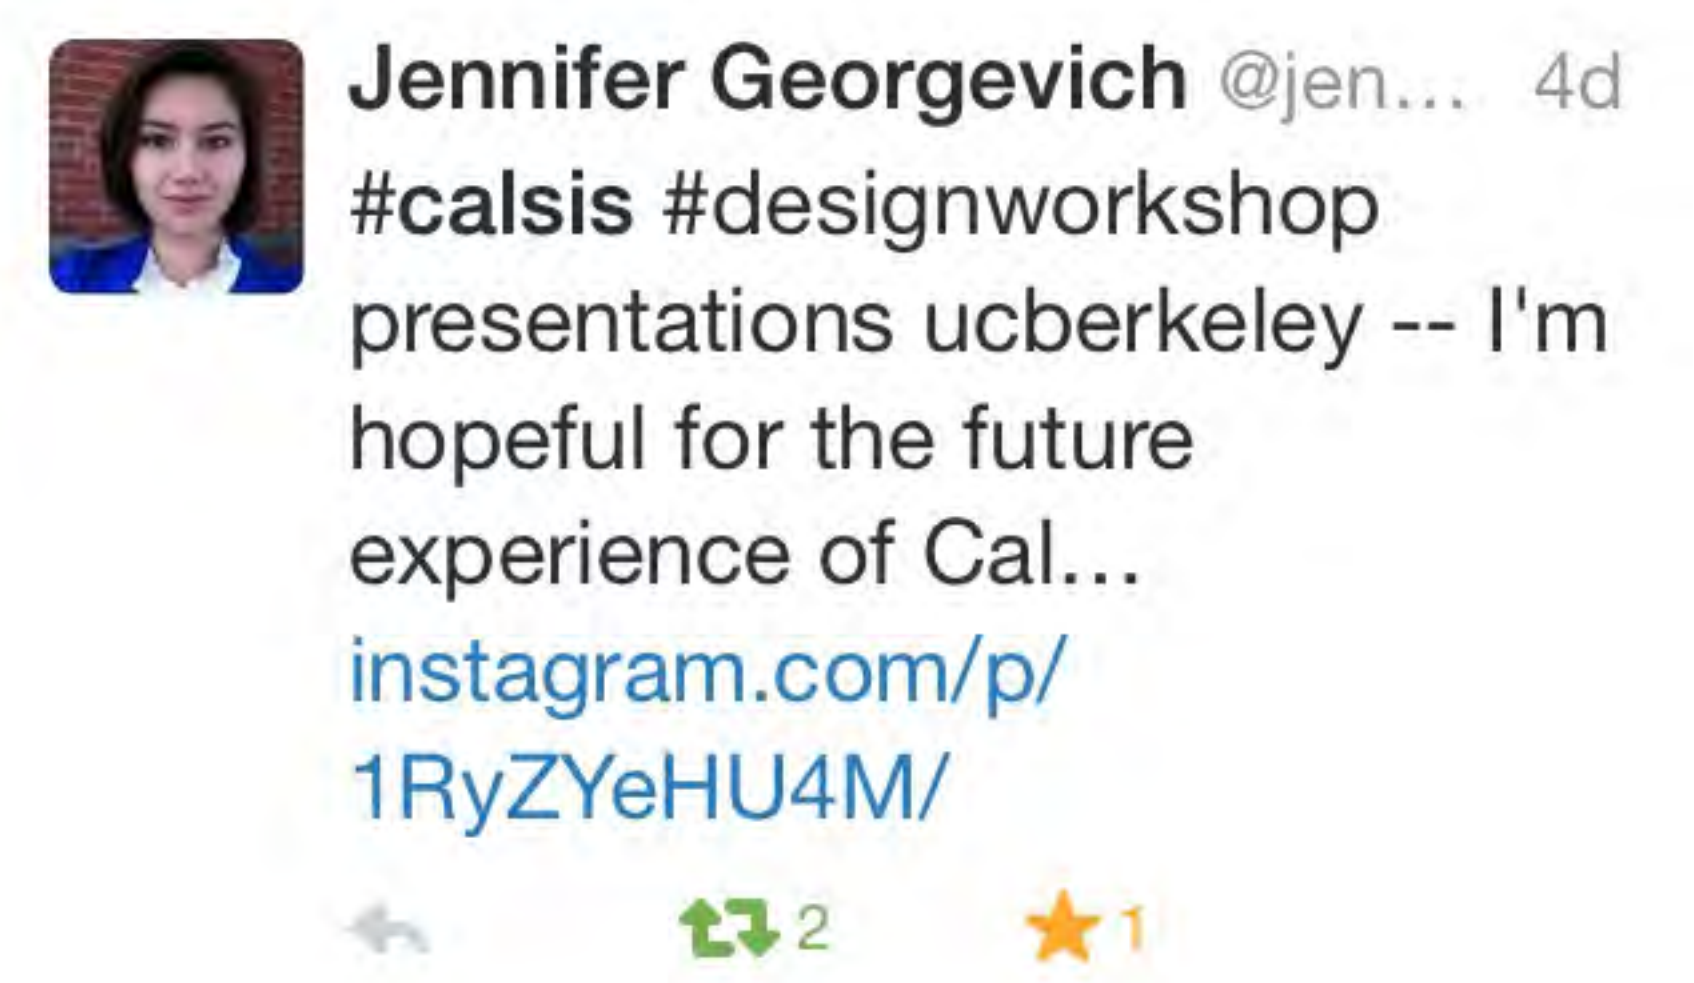 Jennifer Georgevich @jen... 4d
#calsis #designworkshop
presentations ucberkeley -- I'm
hopeful for the future
experience of Cal...
instagram.com/p/
1RyZYeHU4M/
2 1